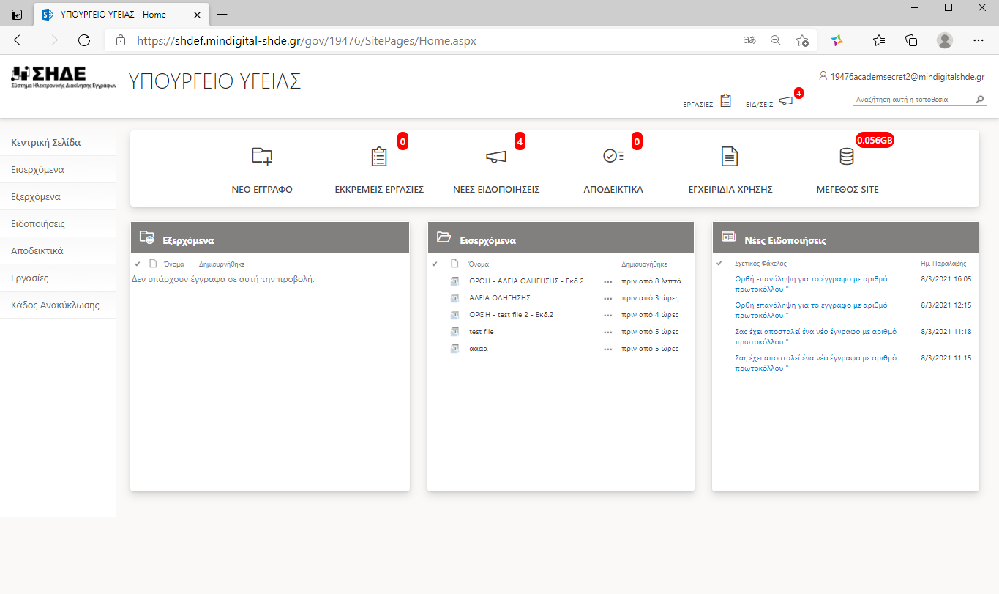 ΥΠΟΥΡΓΕΙΟ ΥΓΕΙΑΣ - Home
https://shdef.mindigital-shde.gr/gov/19476/SitePages/Home.aspx
aあ
ΣΗΔΕ
Σύστημα Ηλεκτρονικής Διακίνησης Εγγράφων
ΥΠΟΥΡΓΕΙΟ ΥΓΕΙΑΣ
19476academsecret2@mindigitalshde.gr
ΕΡΓΑΣΙΕΣ
ΕΙΔ/ΣΕΙΣ
4
Αναζήτηση αυτή η τοποθεσία
Κεντρική Σελίδα
Εισερχόμενα
Εξερχόμενα
Ειδοποιήσεις
Αποδεικτικά
Εργασίες
Κάδος Ανακύκλωσης
0
4
0
0.056GB
ΝΕΟ ΕΓΓΡΑΦΟ
ΕΚΚΡΕΜΕΙΣ ΕΡΓΑΣΙΕΣ
ΝΕΕΣ ΕΙΔΟΠΟΙΗΣΕΙΣ
ΑΠΟΔΕΙΚΤΙΚΑ
ΕΓΧΕΙΡΙΔΙΑ ΧΡΗΣΗΣ
ΜΕΓΕΘΟΣ SITE
Εξερχόμενα
Όνομα Δημιουργήθηκε
Δεν υπάρχουν έγγραφα σε αυτή την προβολή.
Εισερχόμενα
Όνομα Δημιουργήθηκε
ΟΡΘΗ - ΑΔΕΙΑ ΟΔΗΓΗΣΗΣ - Εκδ.2 ... πριν από 8 λεπτά
ΑΔΕΙΑ ΟΔΗΓΗΣΗΣ ... πριν από 3 ώρες
ΟΡΘΗ - test file 2 - Εκδ.2 ... πριν από 4 ώρες
test file ... πριν από 5 ώρες
αααα ... πριν από 5 ώρες
Νέες Ειδοποιήσεις
Σχετικός Φάκελος Ημ. Παραλαβής
Ορθή επανάληψη για το έγγραφο με αριθμό 8/3/2021 16:05
πρωτοκόλλου "
Ορθή επανάληψη για το έγγραφο με αριθμό 8/3/2021 12:15
πρωτοκόλλου "
Σας έχει αποσταλεί ένα νέο έγγραφο με αριθμό 8/3/2021 11:18
πρωτοκόλλου "
Σας έχει αποσταλεί ένα νέο έγγραφο με αριθμό 8/3/2021 11:15
πρωτοκόλλου "